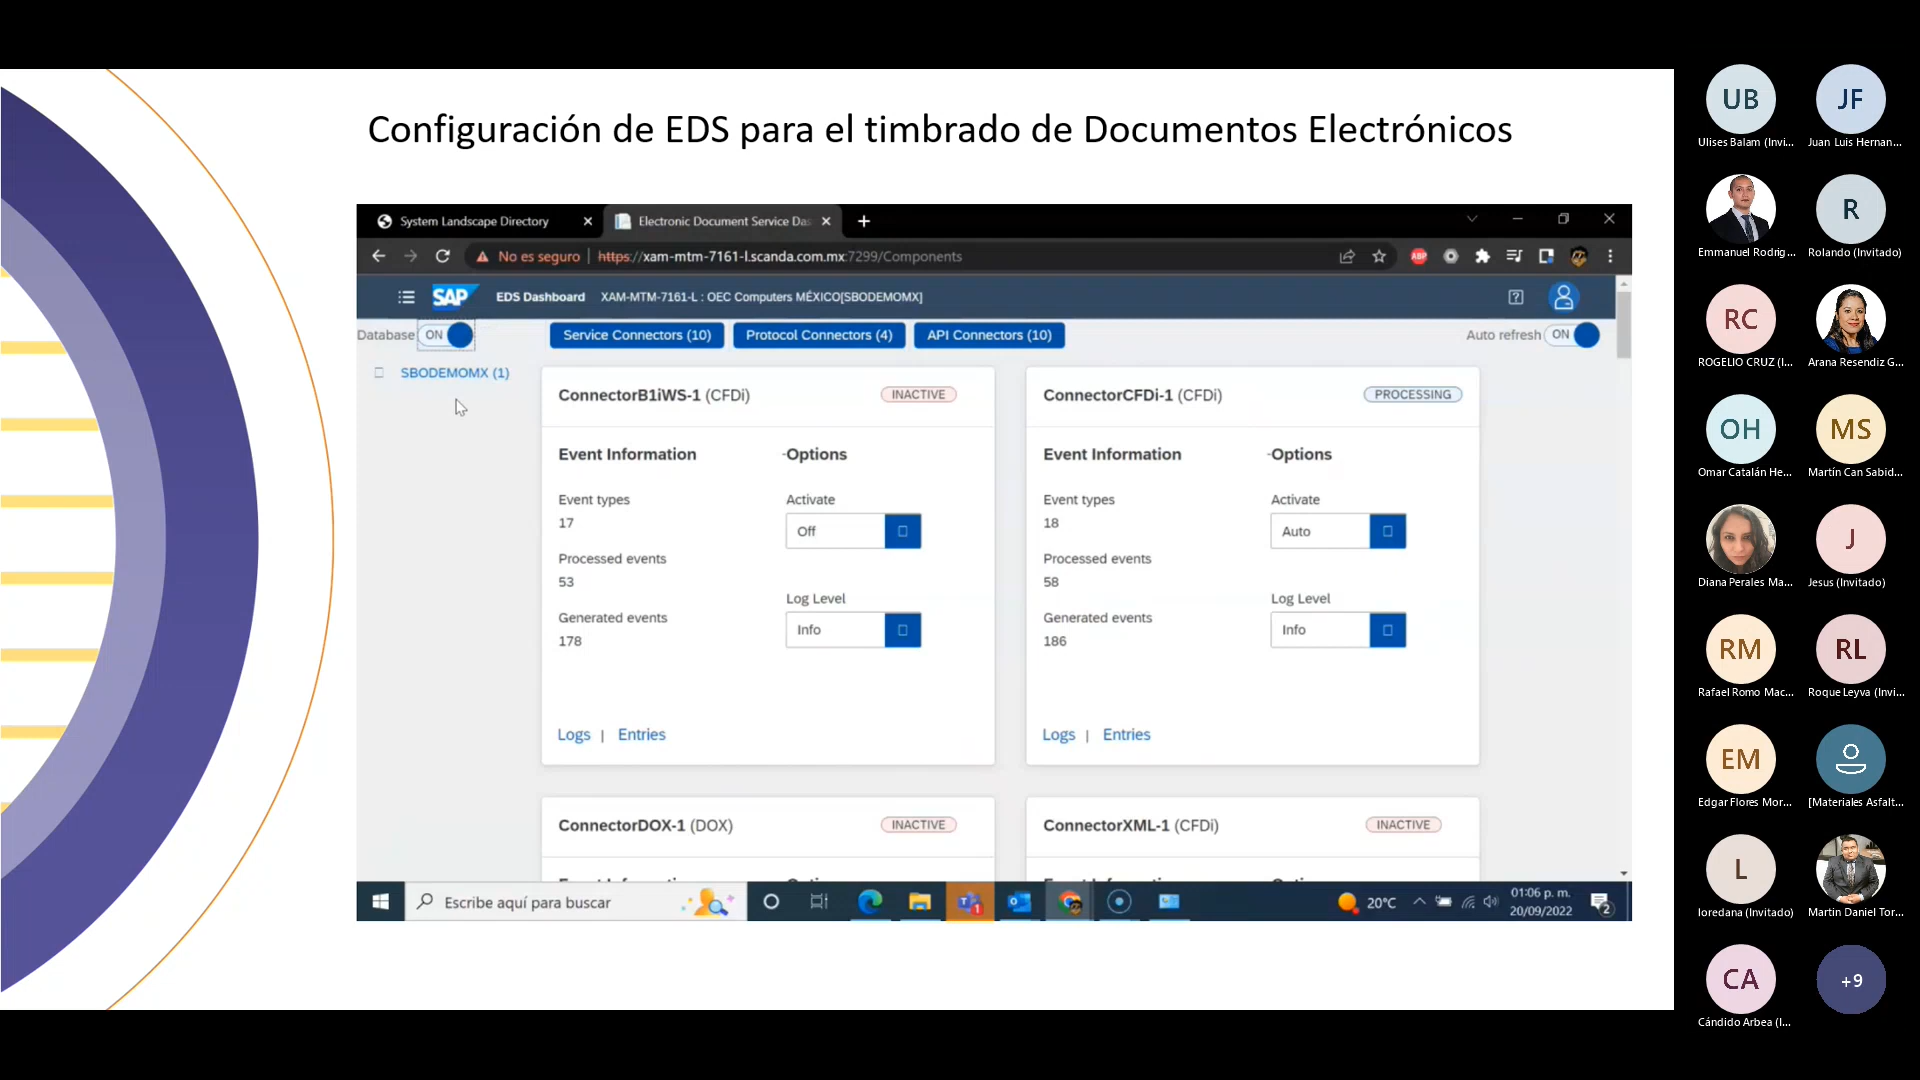 Configuración de EDS para el timbrado de Documentos Electrónicos
System Landscape Directory
Electronic Document Service Das
No es seguro | https://xam-mtm-7161-l.scanda.com.mx:7299/Components
ABP
SAP EDS Dashboard XAM-MTM-7161-L : OEC Computers MÉXICO[SBODEMOMX]
Database ON
Service Connectors (10) Protocol Connectors (4) API Connectors (10)
Auto refresh ON
SBODEMOMX (1)
ConnectorB1iWS-1 (CFDi) INACTIVE
Event Information
-Options
Event types
17
Activate
Off
Processed events
53
Log Level
Info
Generated events
178
Logs | Entries
ConnectorCFDi-1 (CFDi) PROCESSING
Event Information
-Options
Event types
18
Activate
Auto
Processed events
58
Log Level
Info
Generated events
186
Logs | Entries
ConnectorDOX-1 (DOX) INACTIVE
ConnectorXML-1 (CFDi) INACTIVE
Escribe aquí para buscar
1
20°C
01:06 p. m.
20/09/2022
2
UB
Ulises Balam (Invi...
JF
Juan Luis Hernan...
Emmanuel Rodrig...
R
Rolando (Invitado)
RC
ROGELIO CRUZ (I...
Arana Resendiz G...
OH
Omar Catalán He...
MS
Martín Can Sabid...
Diana Perales Ma...
J
Jesus (Invitado)
RM
Rafael Romo Mac...
RL
Roque Leyva (Invi...
EM
Edgar Flores Mor...
[Materiales Asfalt...
L
loredana (Invitado)
Martin Daniel Tor...
CA
Cándido Arbea (I...
+9